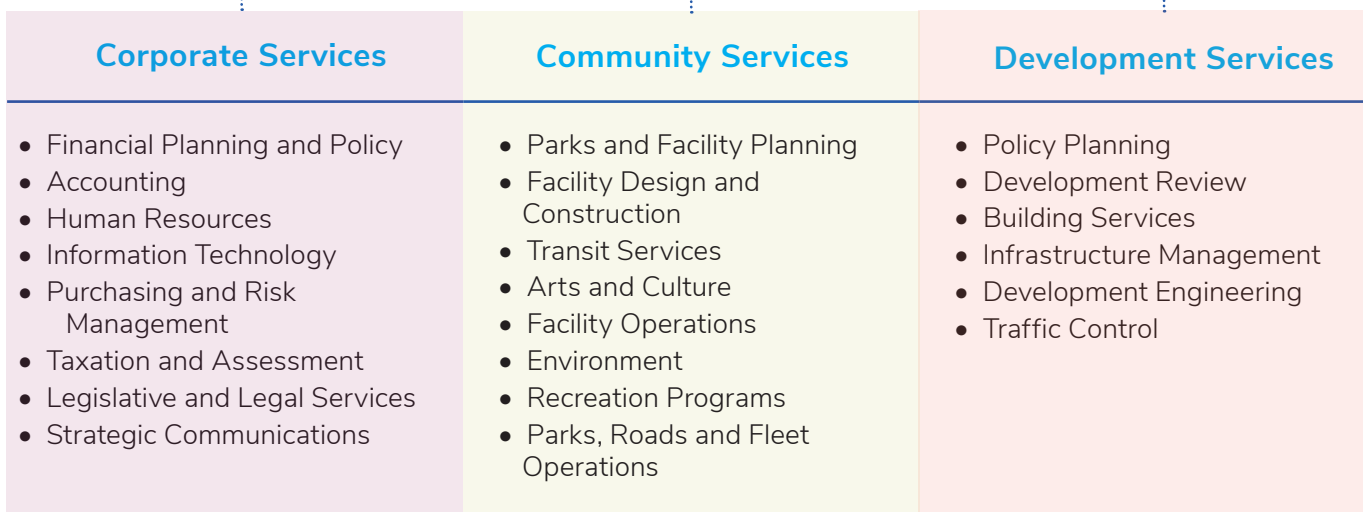 Corporate Services
• Financial Planning and Policy
• Accounting
• Human Resources
• Information Technology
• Purchasing and Risk
Management
• Taxation and Assessment
• Legislative and Legal Services
• Strategic Communications
Community Services
• Parks and Facility Planning
• Facility Design and
Construction
• Transit Services
• Arts and Culture
• Facility Operations
• Environment
• Recreation Programs
• Parks, Roads and Fleet
Operations
Development Services
• Policy Planning
• Development Review
• Building Services
• Infrastructure Management
• Development Engineering
• Traffic Control